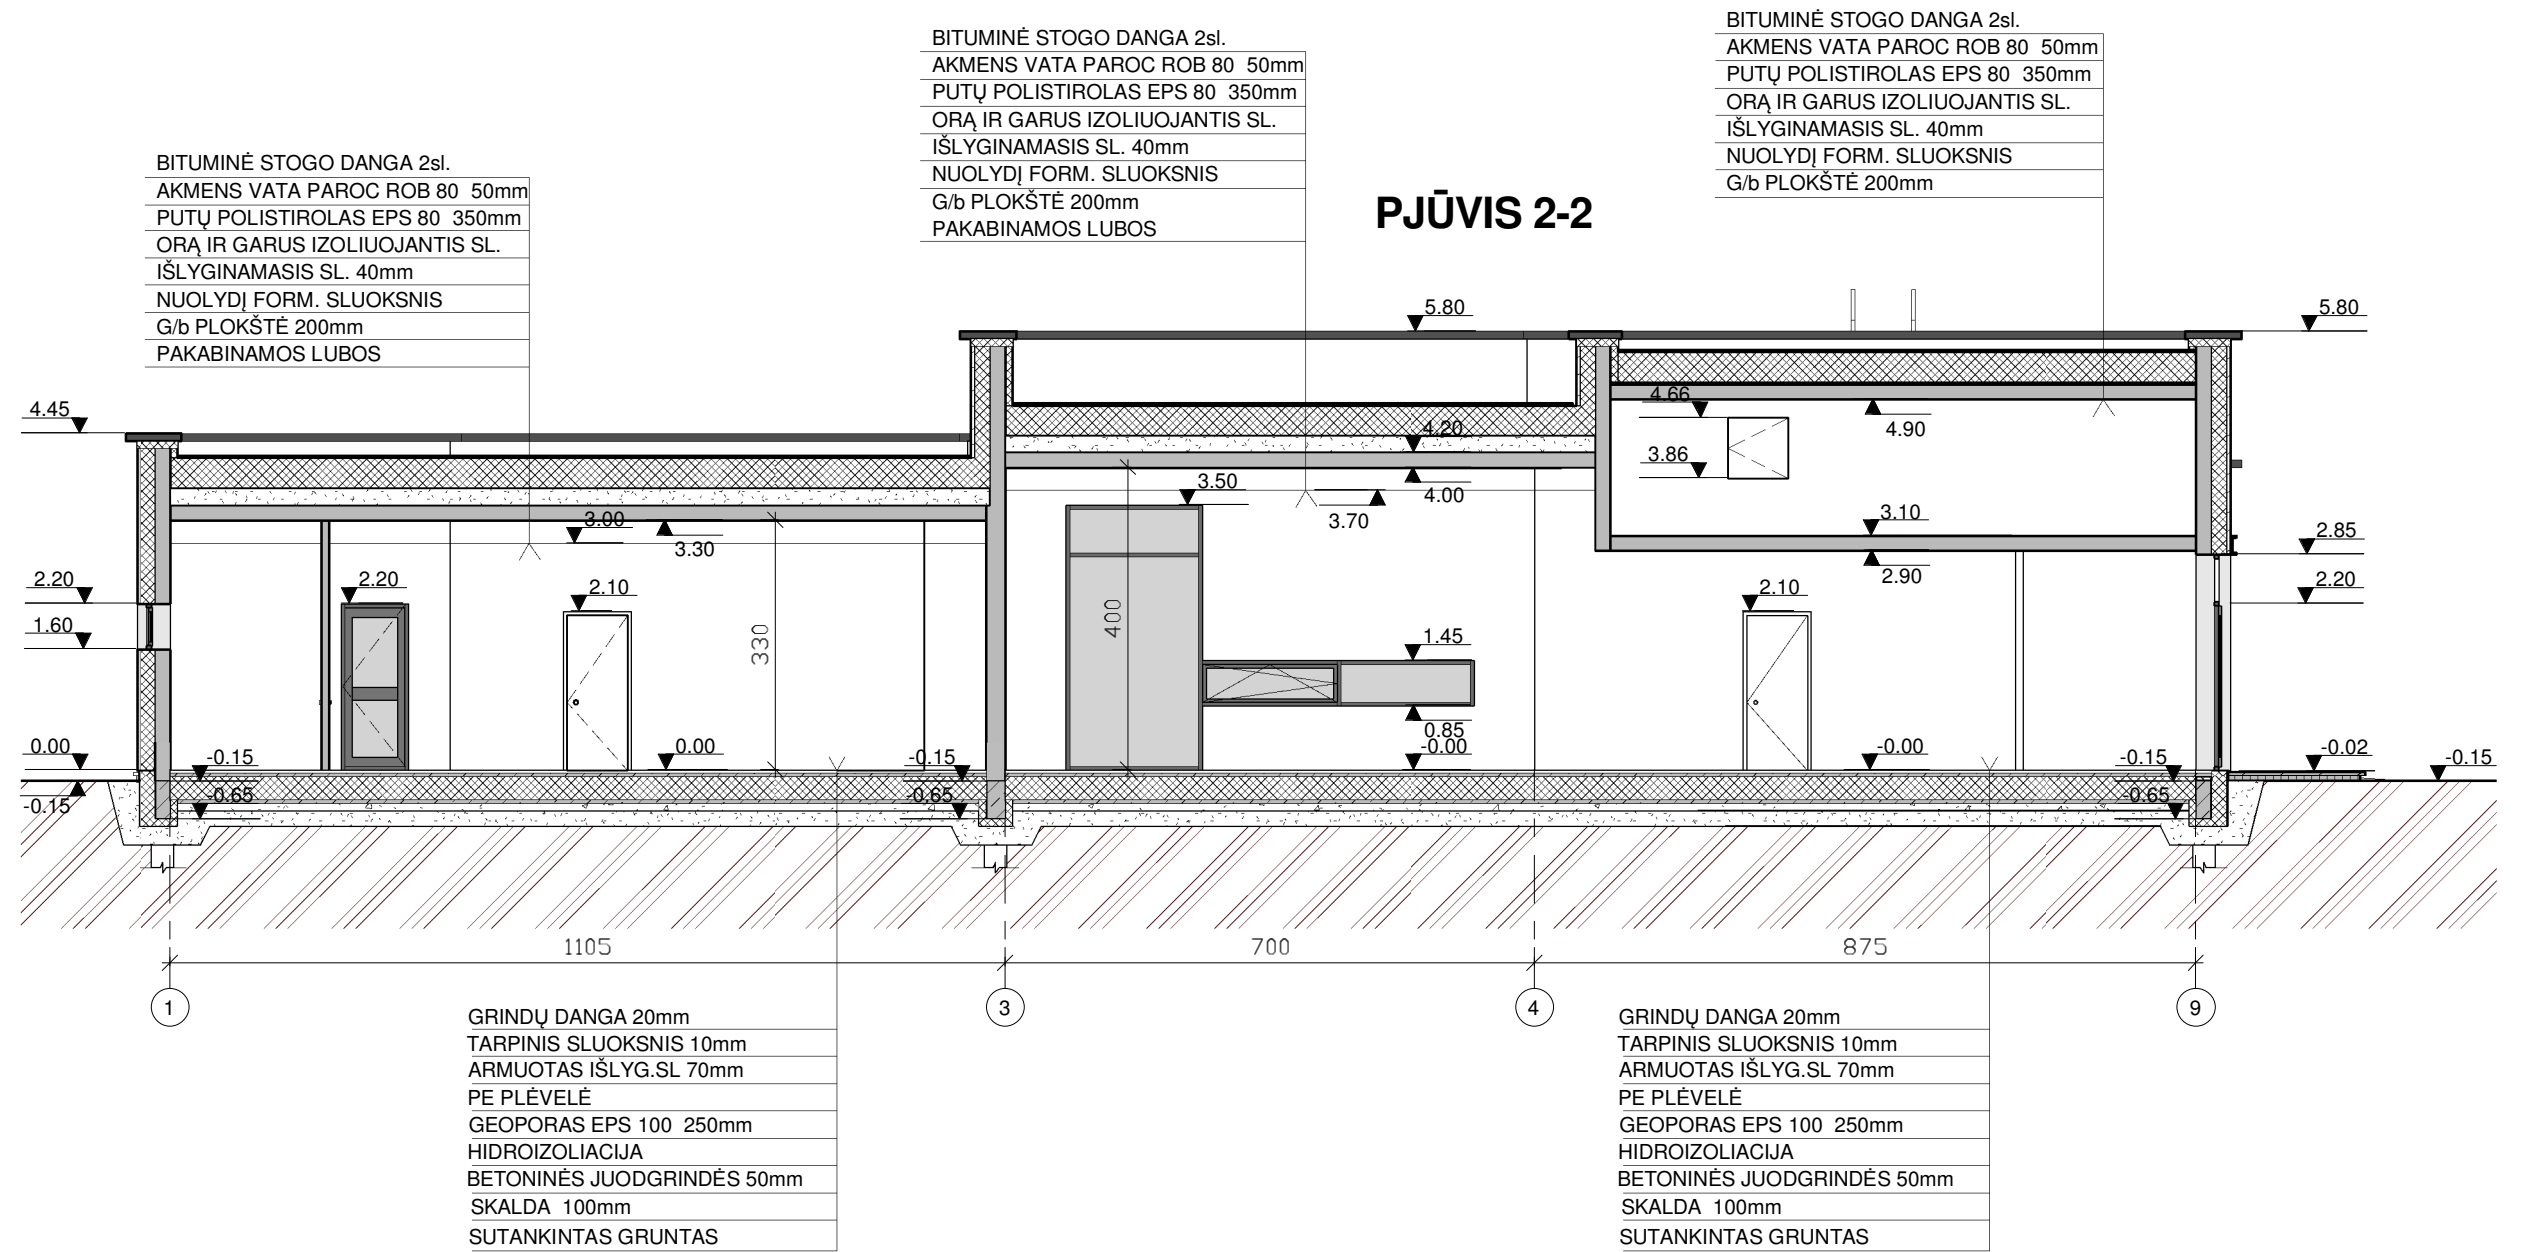 BITUMINĖ STOGO DANGA 2sl.
AKMENS VATA PAROC ROB 80 50mm
PUTŲ POLISTIROLAS EPS 80 350mm
ORĄ IR GARUS IZOLIUOJANTIS SL.
IŠLYGINAMASIS SL. 40mm
NUOLYDĮ FORM. SLUOKSNIS
G/b PLOKŠTĖ 200mm
PAKABINAMOS LUBOS
BITUMINĖ STOGO DANGA 2sl.
AKMENS VATA PAROC ROB 80 50mm
PUTŲ POLISTIROLAS EPS 80 350mm
ORĄ IR GARUS IZOLIUOJANTIS SL.
IŠLYGINAMASIS SL. 40mm
NUOLYDĮ FORM. SLUOKSNIS
G/b PLOKŠTĖ 200mm
PAKABINAMOS LUBOS
BITUMINĖ STOGO DANGA 2sl.
AKMENS VATA PAROC ROB 80 50mm
PUTŲ POLISTIROLAS EPS 80 350mm
ORĄ IR GARUS IZOLIUOJANTIS SL.
IŠLYGINAMASIS SL. 40mm
NUOLYDĮ FORM. SLUOKSNIS
G/b PLOKŠTĖ 200mm
PJŪVIS 2-2
5.80
5.80
4.45
4.66
4.20
4.90
3.86
4.00
3.50
3.70
3.00
3.30
3.10
2.90
2.85
2.20
2.20
2.10
2.10
2.20
1.60
330
400
1.45
0.85
0.00
-0.15
0.00
-0.15
-0.00
-0.00
-0.15
-0.02
-0.15
-0.15
-0.65
-0.65
-0.65
1105
700
875
1
3
4
9
GRINDŲ DANGA 20mm
TARPINIS SLUOKSNIS 10mm
ARMUOTAS IŠLYG.SL 70mm
PE PLĖVELĖ
GEOPORAS EPS 100 250mm
HIDROIZOLIACIJA
BETONINĖS JUODGRINDĖS 50mm
SKALDA 100mm
SUTANKINTAS GRUNTAS
GRINDŲ DANGA 20mm
TARPINIS SLUOKSNIS 10mm
ARMUOTAS IŠLYG.SL 70mm
PE PLĖVELĖ
GEOPORAS EPS 100 250mm
HIDROIZOLIACIJA
BETONINĖS JUODGRINDĖS 50mm
SKALDA 100mm
SUTANKINTAS GRUNTAS